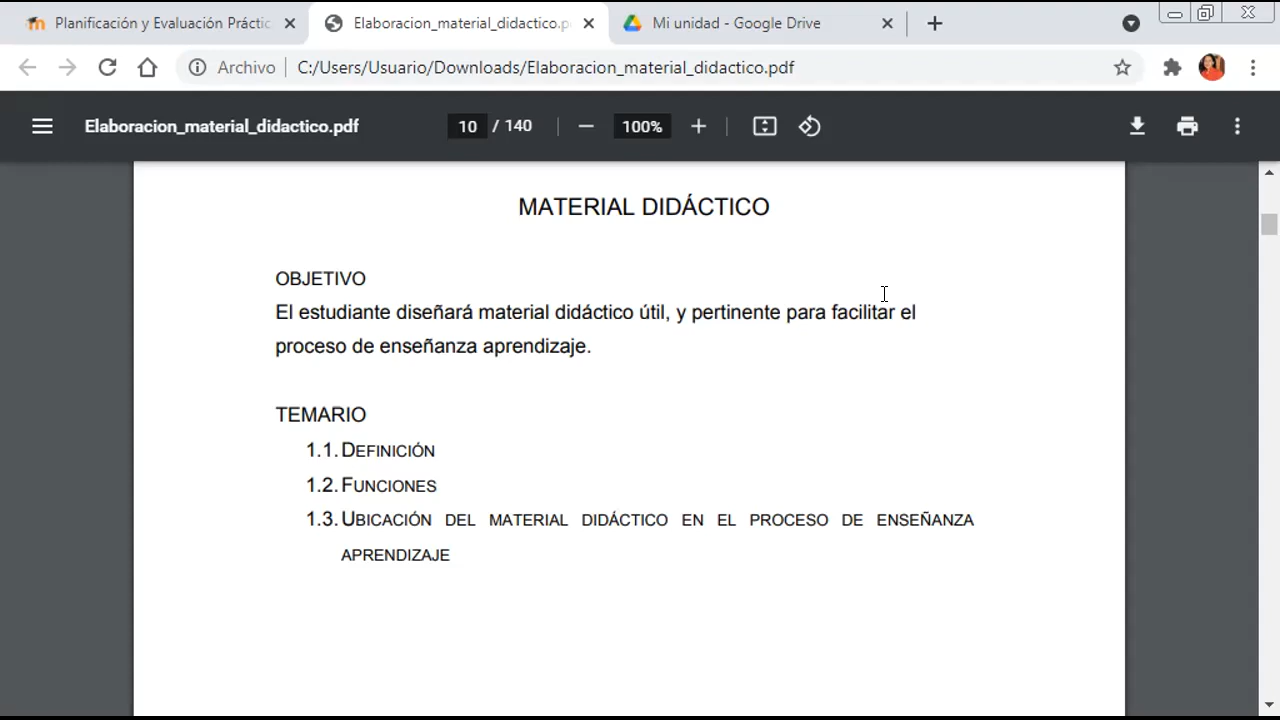 Planificación y Evaluación Práctic
Elaboracion_material_didactico.p
Mi unidad - Google Drive
Archivo
C:/Users/Usuario/Downloads/Elaboracion_material_didactico.pdf
Elaboracion_material_didactico.pdf
10 / 140
100%
MATERIAL DIDÁCTICO
OBJETIVO
El estudiante diseñará material didáctico útil, y pertinente para facilitar el
proceso de enseñanza aprendizaje.
TEMARIO
1.1. DEFINICIÓN
1.2. FUNCIONES
1.3. UBICACIÓN DEL MATERIAL DIDÁCTICO EN EL PROCESO DE ENSEÑANZA
APRENDIZAJE